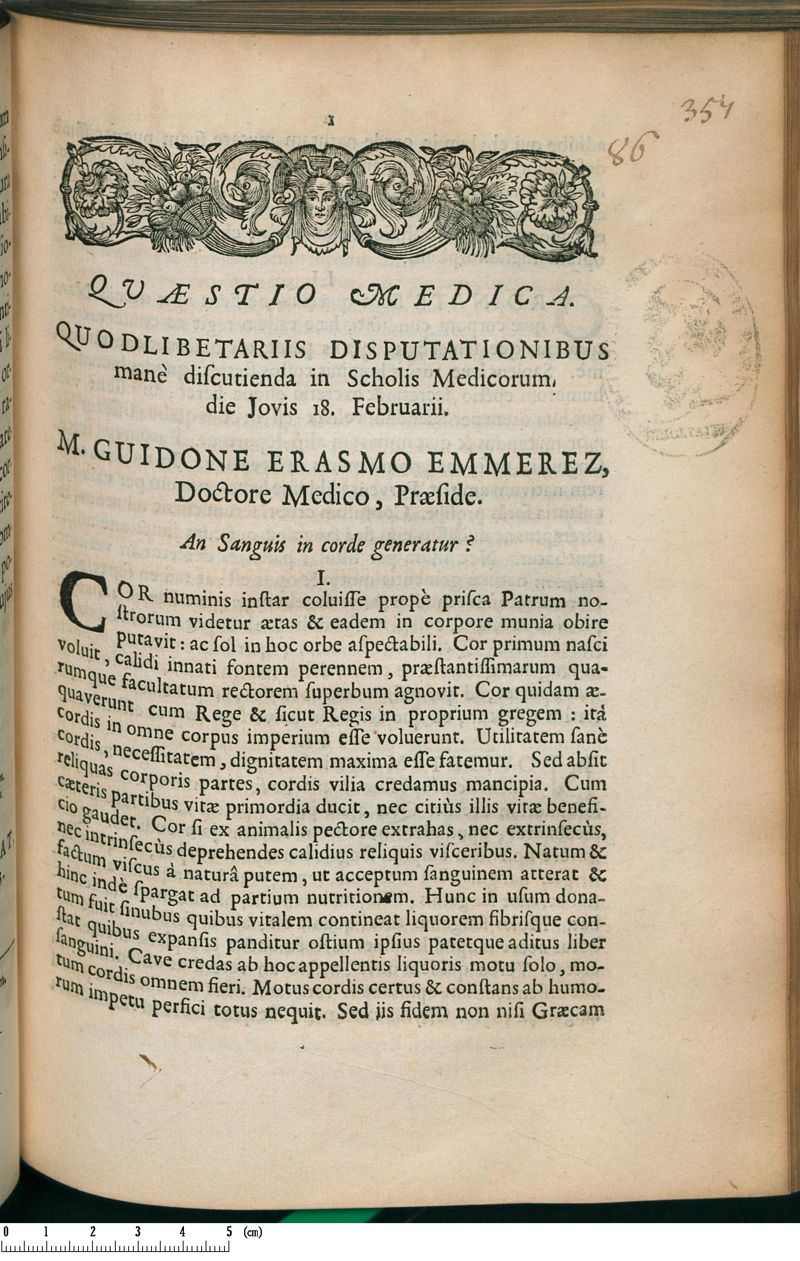 1
354
86
QUÆSTIO MEDICA.
QUODLIBETARIIS DISPUTATIONIBUS
manè diſcutienda in Scholis Medicorum,
die Jovis 18. Februarii.
M. GUIDONE ERASMO EMMEREZ,
Doctore Medico, Præſide.
An Sanguis in corde generatur ?
I.
COR numinis inſtar coluiſſe propè priſca Patrum no-
ſtrorum videtur ætas & eadem in corpore munia obire
putavit : ac ſol in hoc orbe aſpectabili. Cor primum naſci
voluit, calidi innati fontem perennem, præſtantiſſimarum qua-
rumque facultatum rectorem ſuperbum agnovit. Cor quidam æ-
quaverunt cum Rege & ſicut Regis in proprium gregem : itâ
cordis in omne corpus imperium eſſe voluerunt. Utilitatem ſanè
cordis, neceſſitatem, dignitatem maxima eſſe fatemur. Sed abſit
reliquas corporis partes, cordis vilia credamus mancipia. Cum
cæteris partibus vitæ primordia ducit, nec citiùs illis vitæ benefi-
cio gaudet. Cor ſi ex animalis pectore extrahas, nec extrinſecùs,
nec intrinſecùs deprehendes calidius reliquis viſceribus. Natum &
factum viſcus à naturâ putem, ut acceptum ſanguinem atterat &
hinc indè ſpargat ad partium nutritionem. Hunc in uſum dona-
tum fuit ſinubus quibus vitalem contineat liquorem fibriſque con-
ſtat quibus expanſis panditur oſtium ipſius patetque aditus liber
ſanguini. Cave credas ab hoc appellentis liquoris motu ſolo, mo-
tum cordis omnem fieri. Motus cordis certus & conſtans ab humo-
rum impetu perfici totus nequit. Sed iis fidem non niſi Græcam
0 1 2 3 4 5 (cm)